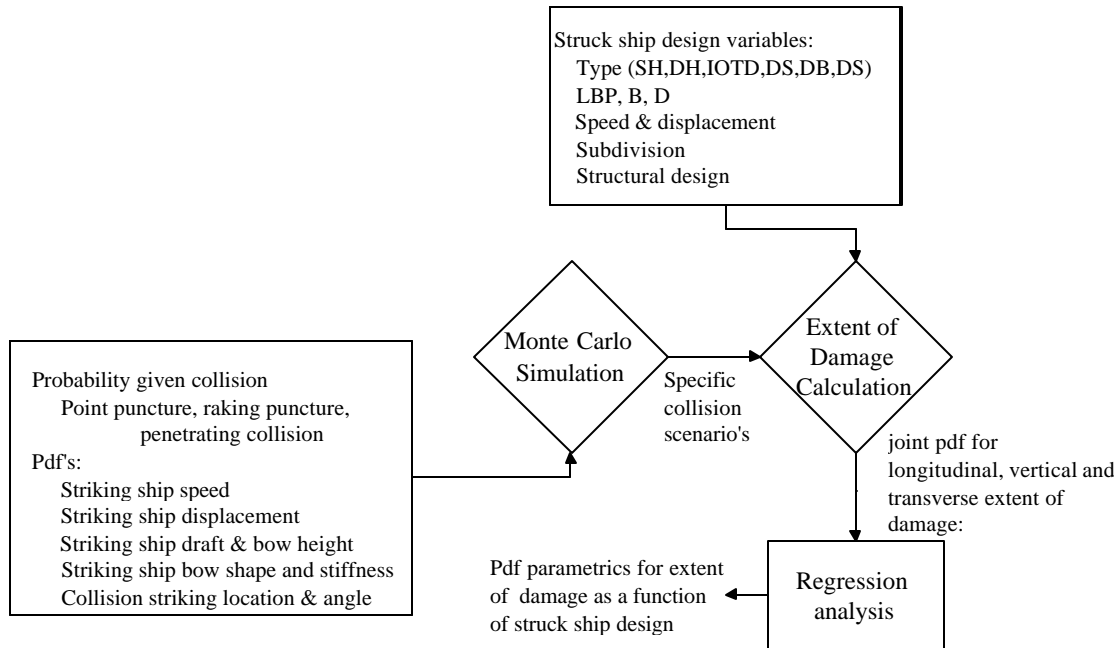 Struck ship design variables:
Type (SH,DH,IOTD,DS,DB,DS)
LBP, B, D
Speed & displacement
Subdivision
Structural design
Monte Carlo
Simulation
Extent of
Damage
Calculation
Specific
collision
scenario's
Probability given collision
Point puncture, raking puncture,
penetrating collision
Pdf's:
Striking ship speed
Striking ship displacement
Striking ship draft & bow height
Striking ship bow shape and stiffness
Collision striking location & angle
joint pdf for
longitudinal, vertical and
transverse extent of
damage:
Regression
analysis
Pdf parametrics for extent
of damage as a function
of struck ship design